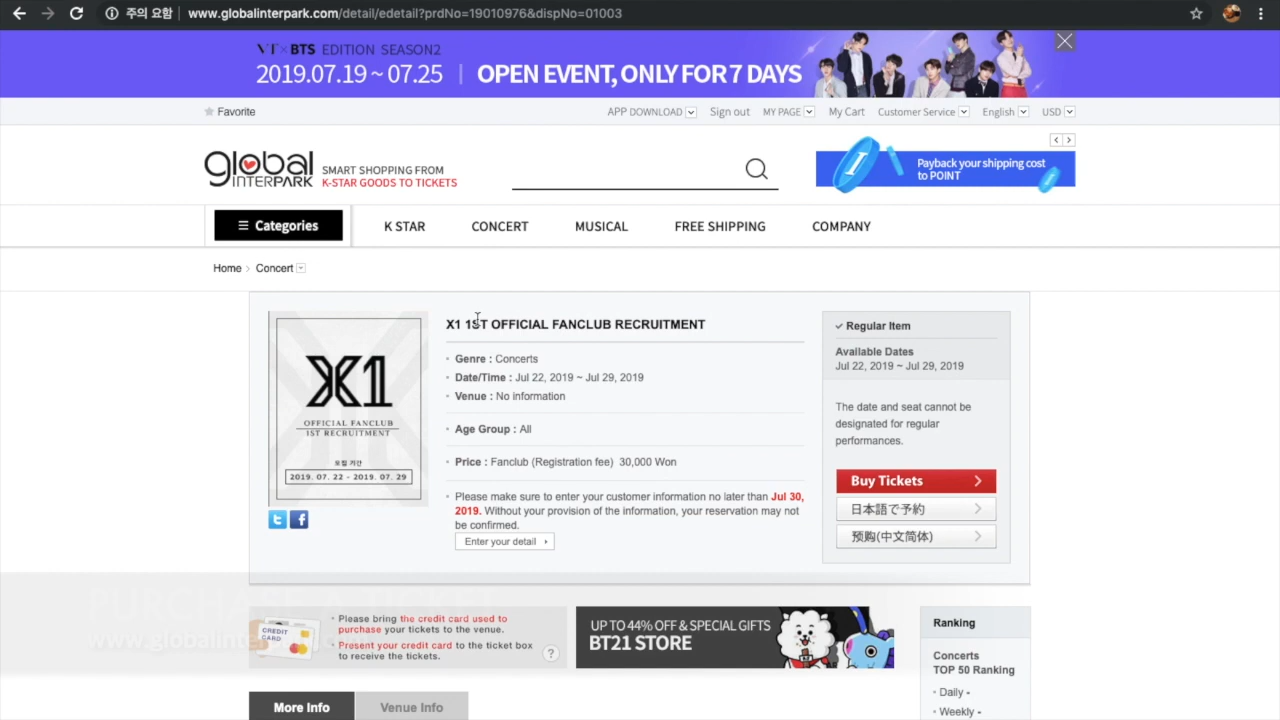 주의 요함 www.globalinterpark.com/detail/edetail?prdNo=19010976&dispNo=01003
VT×BTS EDITION SEASON2
2019.07.19 ~ 07.25 | OPEN EVENT, ONLY FOR 7 DAYS
Favorite
APP DOWNLOAD Sign out MY PAGE My Cart Customer Service English USD
global INTERPARK
SMART SHOPPING FROM
K-STAR GOODS TO TICKETS
Payback your shipping cost
to POINT
Categories K STAR CONCERT MUSICAL FREE SHIPPING COMPANY
Home > Concert
X1
OFFICIAL FANCLUB
1ST RECRUITMENT
모집 기간
2019. 07. 22 - 2019. 07. 29
X1 1ST OFFICIAL FANCLUB RECRUITMENT
Genre : Concerts
Date/Time : Jul 22, 2019 ~ Jul 29, 2019
Venue : No information
Age Group : All
Price : Fanclub (Registration fee) 30,000 Won
Please make sure to enter your customer information no later than Jul 30,
2019. Without your provision of the information, your reservation may not
be confirmed.
Enter your detail
Regular Item
Available Dates
Jul 22, 2019 ~ Jul 29, 2019
The date and seat cannot be
designated for regular
performances.
Buy Tickets
日本語で予約
预购(中文简体)
PURCHASE A TICKET
www.globalinterpark.com
CREDIT
CARD
Please bring the credit card used to
purchase your tickets to the venue.
Present your credit card to the ticket box
to receive the tickets.
?
UP TO 44% OFF & SPECIAL GIFTS
BT21 STORE
Ranking
Concerts
TOP 50 Ranking
Daily
Weekly
More Info Venue Info